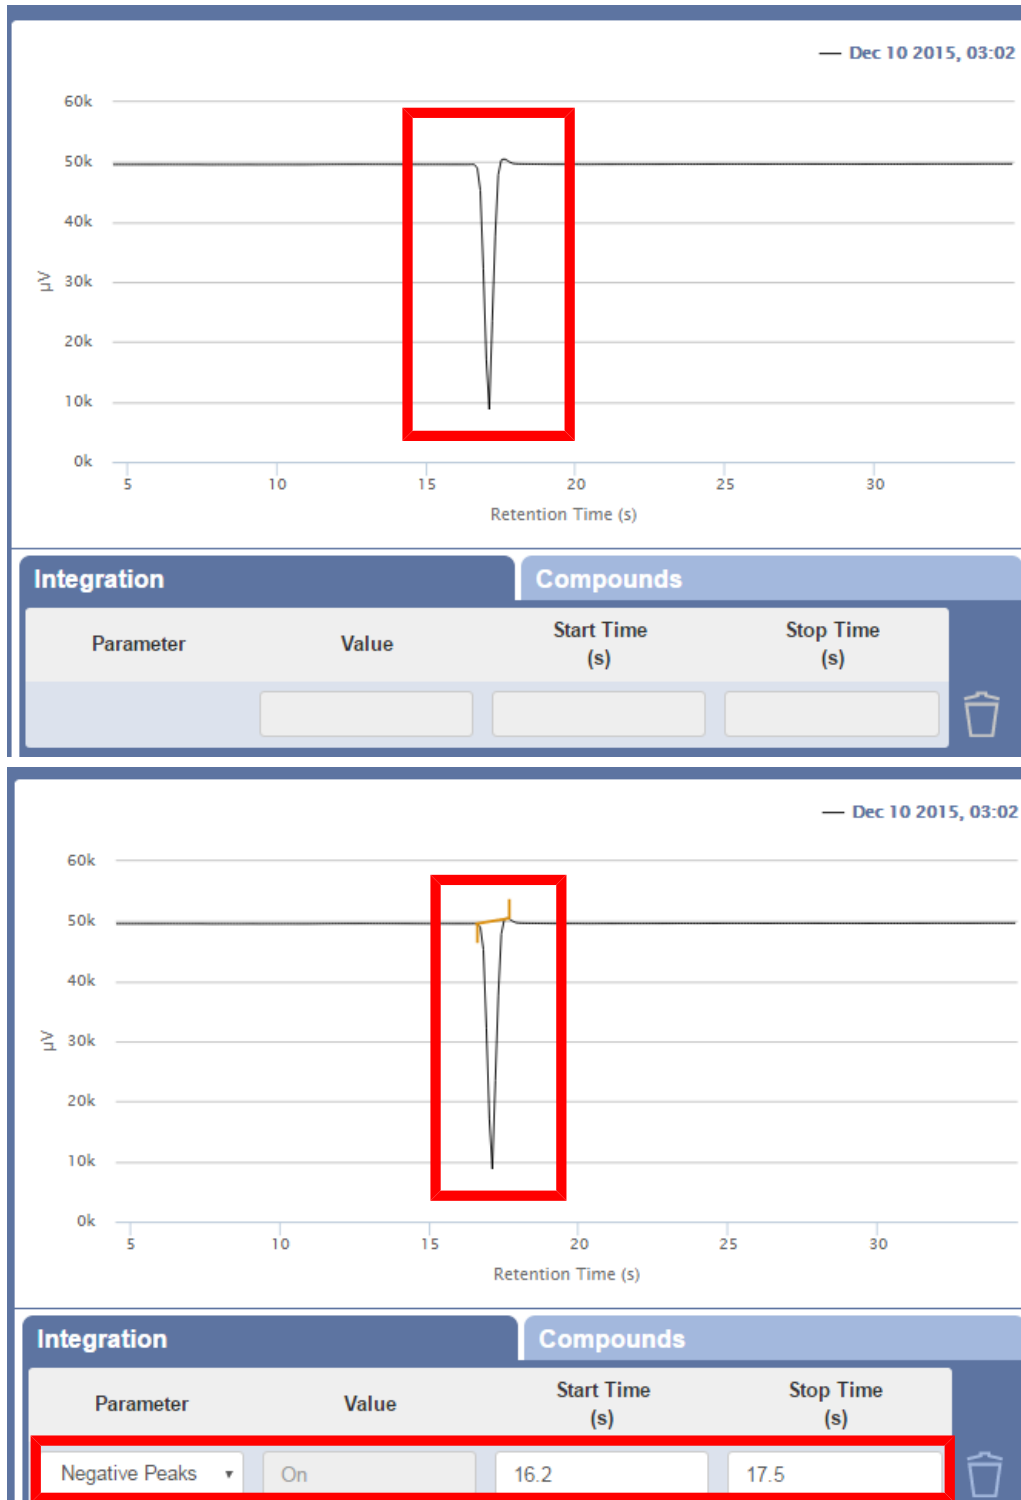 — Dec 10 2015, 03:02
60k
50k
40k
µV
30k
20k
10k
0k
5 10 15 20 25 30
Retention Time (s)
Integration Compounds
Parameter Value Start Time (s) Stop Time (s)
— Dec 10 2015, 03:02
60k
50k
40k
µV
30k
20k
10k
0k
5 10 15 20 25 30
Retention Time (s)
Integration Compounds
Parameter Value Start Time (s) Stop Time (s)
Negative Peaks On 16.2 17.5